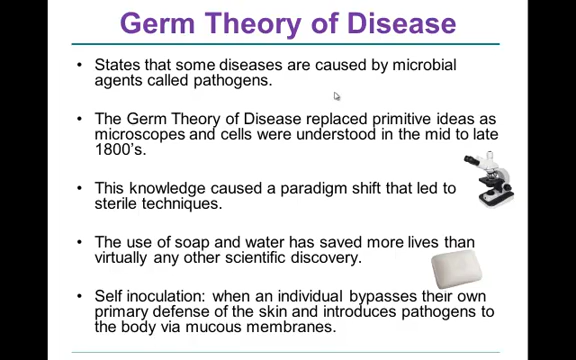 Germ Theory of Disease
• States that some diseases are caused by microbial
agents called pathogens.
• The Germ Theory of Disease replaced primitive ideas as
microscopes and cells were understood in the mid to late
1800's.
• This knowledge caused a paradigm shift that led to
sterile techniques.
• The use of soap and water has saved more lives than
virtually any other scientific discovery.
• Self inoculation: when an individual bypasses their own
primary defense of the skin and introduces pathogens to
the body via mucous membranes.